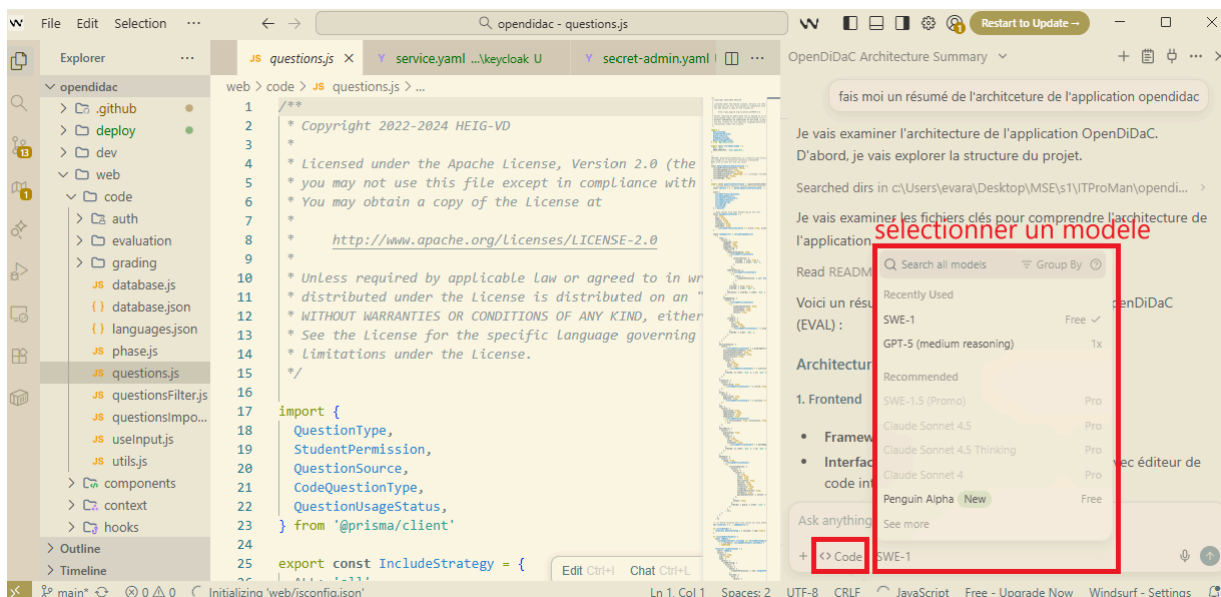 File Edit Selection ...
opendidac - questions.js
Restart to Update →
Explorer ...
opendidac
.github
deploy
dev
web
code
auth
evaluation
grading
JS database.js
{ } database.json
{ } languages.json
JS phase.js
JS questions.js
JS questionsFilter.js
JS questionsImpo...
JS useInput.js
JS utils.js
components
context
hooks
Outline
Timeline
13
1
JS questions.js
service.yaml ...\keycloak U
secret-admin.yaml
web > code > JS questions.js > ...
1 /**
2 * Copyright 2022-2024 HEIG-VD
3 *
4 * Licensed under the Apache License, Version 2.0 (the
5 * you may not use this file except in compliance with
6 * You may obtain a copy of the License at
7 *
8 * http://www.apache.org/licenses/LICENSE-2.0
9 *
10 * Unless required by applicable law or agreed to in wr
11 * distributed under the License is distributed on an "
12 * WITHOUT WARRANTIES OR CONDITIONS OF ANY KIND, either
13 * See the License for the specific language governing
14 * limitations under the License.
15 */
16
17 import {
18 QuestionType,
19 StudentPermission,
20 QuestionSource,
21 CodeQuestionType,
22 QuestionUsageStatus,
23 } from '@prisma/client'
24
25 export const IncludeStrategy = {
Edit Ctrl+I Chat Ctrl+L
OpenDiDaC Architecture Summary
fais moi un résumé de l'architceture de l'application opendidac
Je vais examiner l'architecture de l'application OpenDiDaC.
D'abord, je vais explorer la structure du projet.
Searched dirs in c:\Users\evara\Desktop\MSE\s1\ITProMan\opendi...
Je vais examiner les fichiers clés pour comprendre l'architecture de
l'application.
sélectionner un modèle
Read README
Voici un résu
enDiDaC
(EVAL) :
Architectur
1. Frontend
• Framew
• Interfac
vec éditeur de
code int
Search all models Group By
Recently Used
SWE-1 Free
GPT-5 (medium reasoning) 1x
Recommended
SWE-1.5 (Promo) Pro
Claude Sonnet 4.5 Pro
Claude Sonnet 4.5 Thinking Pro
Claude Sonnet 4 Pro
Penguin Alpha New Free
See more
Ask anything
+ <> Code SWE-1
main* 0 0 Initializing 'web/jsconfig.json' Ln 1, Col 1 Spaces: 2 UTF-8 CRLF JavaScript Free - Upgrade Now Windsurf - Settings